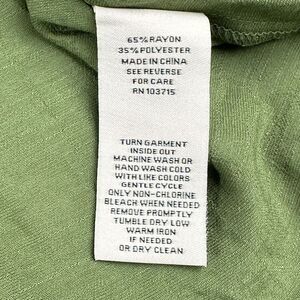 65% RAYON
35% POLYESTER
MADE IN CHINA
SEE REVERSE
FOR CARE
RN 103715
TURN GARMENT
INSIDE OUT
MACHINE WASH OR
HAND WASH COLD
WITH LIKE COLORS
GENTLE CYCLE
ONLY NON-CHLORINE
BLEACH WHEN NEEDED
REMOVE PROMPTLY
TUMBLE DRY LOW
WARM IRON
IF NEEDED
OR DRY CLEAN